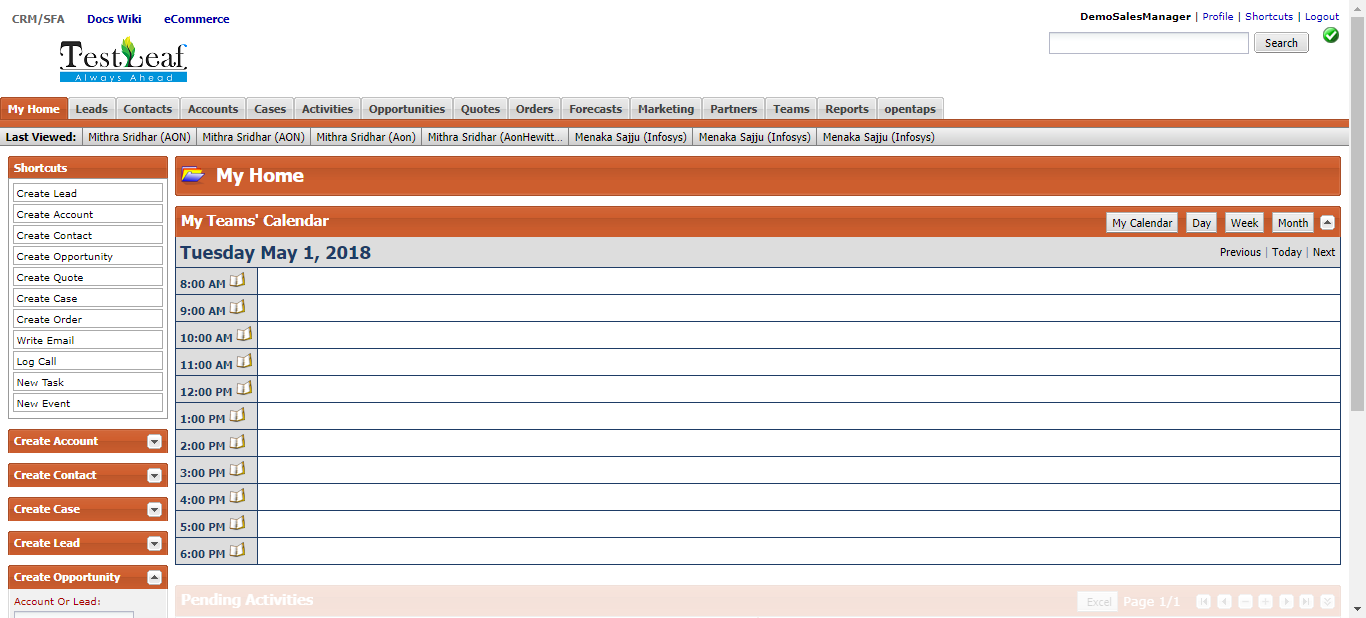 CRM/SFA Docs Wiki eCommerce
DemoSalesManager | Profile | Shortcuts | Logout
Search
TestLeaf
Always Ahead
My Home Leads Contacts Accounts Cases Activities Opportunities Quotes Orders Forecasts Marketing Partners Teams Reports opentaps
Last Viewed: Mithra Sridhar (AON) Mithra Sridhar (AON) Mithra Sridhar (Aon) Mithra Sridhar (AonHewitt... Menaka Sajju (Infosys) Menaka Sajju (Infosys) Menaka Sajju (Infosys)
Shortcuts
Create Lead
Create Account
Create Contact
Create Opportunity
Create Quote
Create Case
Create Order
Write Email
Log Call
New Task
New Event
Create Account
Create Contact
Create Case
Create Lead
Create Opportunity
Account Or Lead:
My Home
My Teams' Calendar My Calendar Day Week Month
Tuesday May 1, 2018 Previous | Today | Next
8:00 AM
9:00 AM
10:00 AM
11:00 AM
12:00 PM
1:00 PM
2:00 PM
3:00 PM
4:00 PM
5:00 PM
6:00 PM
Pending Activities Excel Page 1/1